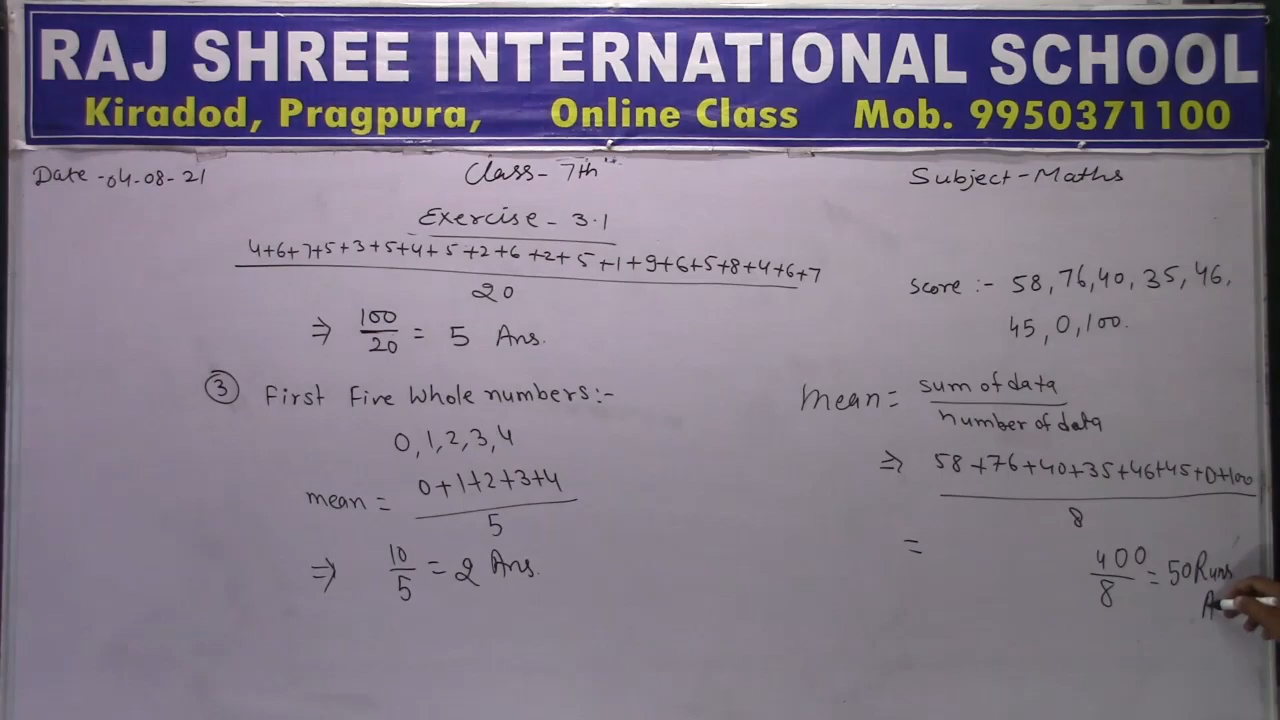 RAJ SHREE INTERNATIONAL SCHOOL
Kiradod, Pragpura, Online Class Mob. 9950371100
Date -04-08-21 Class-7th Subject-Maths
Exercise-3.1
4+6+7+5+3+5+4+5+2+6+2+5+1+9+6+5+8+4+6+7
20
⇒ 100/20 = 5 Ans.
③ First Five Whole numbers:-
0,1,2,3,4
mean = 0+1+2+3+4
5
⇒ 10/5 = 2 Ans.
Score :- 58,76,40,35,46,
45,0,100.
mean = sum of data
number of data
⇒ 58+76+40+35+46+45+0+100
8
= 400/8 = 50 Runs
A